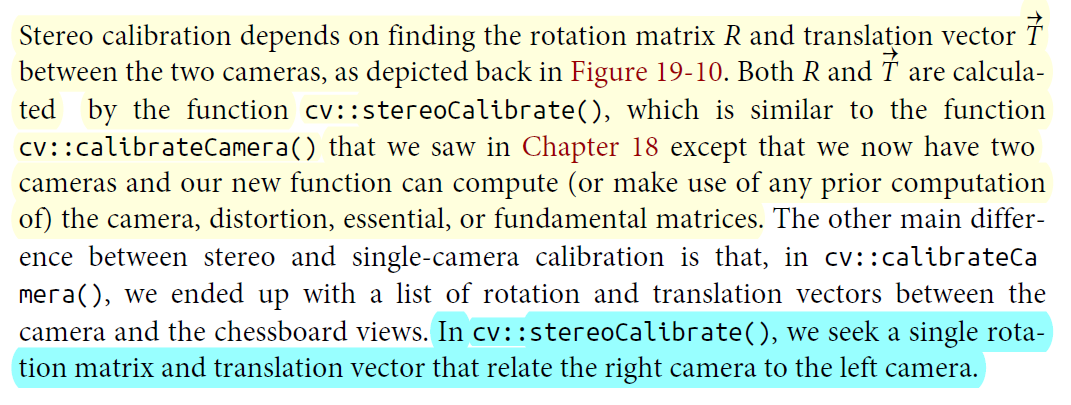 Stereo calibration depends on finding the rotation matrix R and translation vector T⃗
between the two cameras, as depicted back in Figure 19-10. Both R and T⃗ are calcula-
ted by the function cv::stereoCalibrate(), which is similar to the function
cv::calibrateCamera() that we saw in Chapter 18 except that we now have two
cameras and our new function can compute (or make use of any prior computation
of) the camera, distortion, essential, or fundamental matrices. The other main differ-
ence between stereo and single-camera calibration is that, in cv::calibrateCa
mera(), we ended up with a list of rotation and translation vectors between the
camera and the chessboard views. In cv::stereoCalibrate(), we seek a single rota-
tion matrix and translation vector that relate the right camera to the left camera.